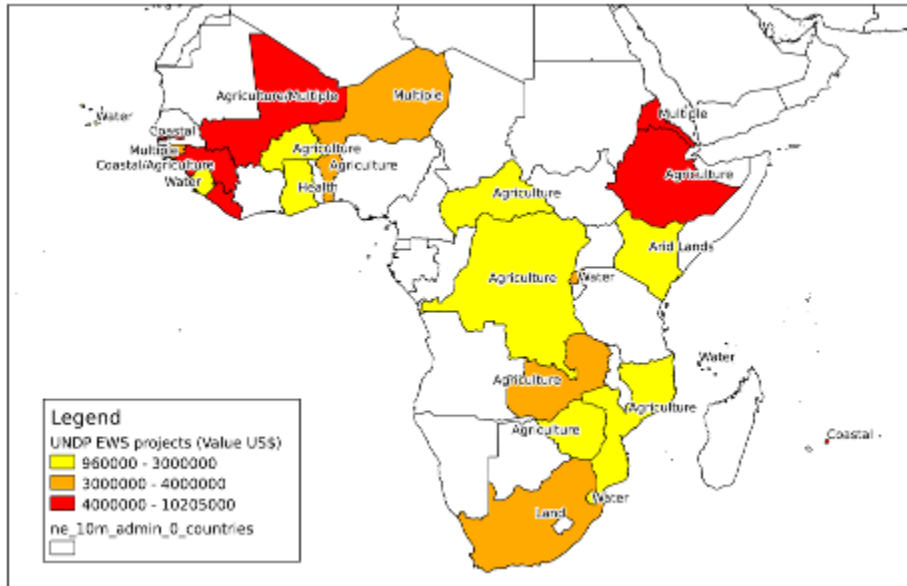 Agriculture/Multiple
Multiple
Water
Multiple
Coastal
Multiple
Agriculture
Agriculture
Coastal/Agriculture
Agriculture
Water
Health
Agriculture
Arid Lands
Agriculture
Water
Water
Agriculture
Agriculture
Agriculture
Coastal
Water
Land
Legend
UNDP EWS projects (Value US$)
960000 - 3000000
3000000 - 4000000
4000000 - 10205000
ne_10m_admin_0_countries